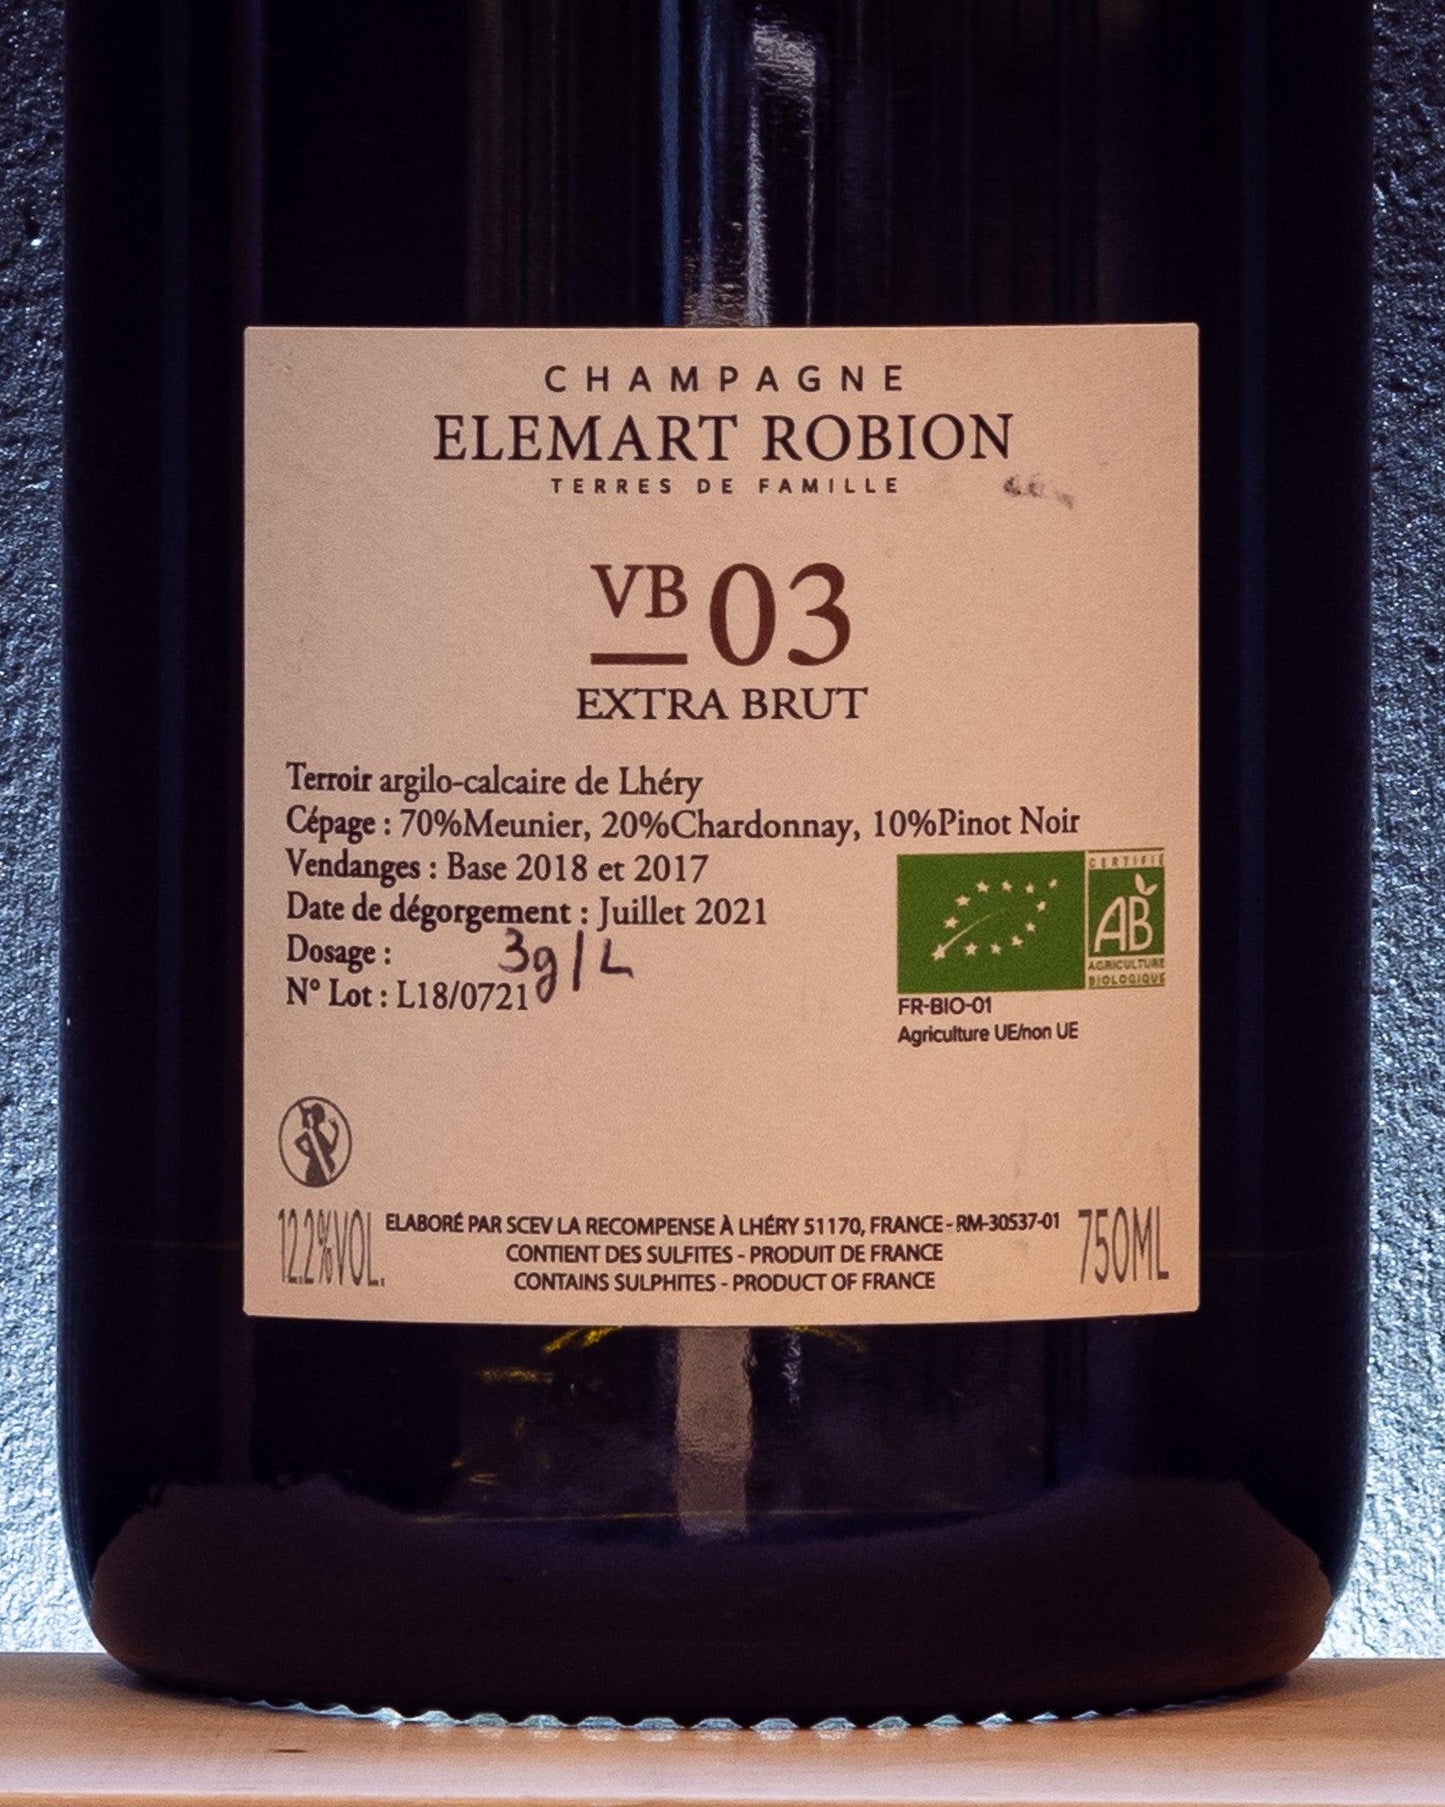 CHAMPAGNE
ELEMART ROBION
TERRES DE FAMILLE
VB 03
EXTRA BRUT
Terroir argilo-calcaire de Lhéry
Cépage : 70%Meunier, 20%Chardonnay, 10%Pinot Noir
Vendanges : Base 2018 et 2017
Date de dégorgement : Juillet 2021
Dosage : 3g/L
N° Lot : L18/0721
CERTIFIÉ
AB
AGRICULTURE
BIOLOGIQUE
FR-BIO-01
Agriculture UE/non UE
12.2%VOL.
ELABORÉ PAR SCEV LA RECOMPENSE À LHÉRY 51170, FRANCE - RM-30537-01
CONTIENT DES SULFITES - PRODUIT DE FRANCE
CONTAINS SULPHITES - PRODUCT OF FRANCE
750ML